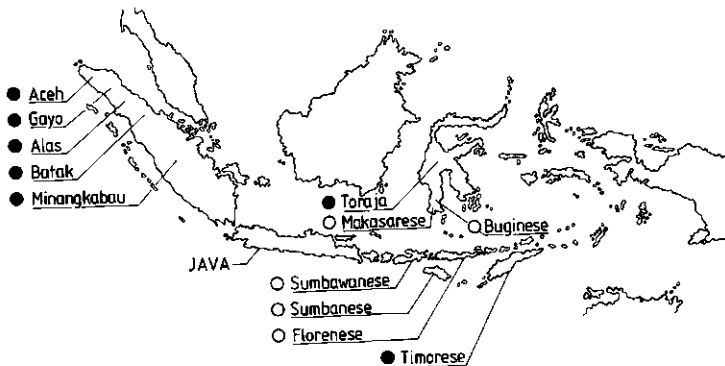 Aceh
Gayo
Alas
Batak
Minangkabau
Toraja
Makasarese
Buginese
JAVA
Sumbawanese
Sumbanese
Florenese
Timorese